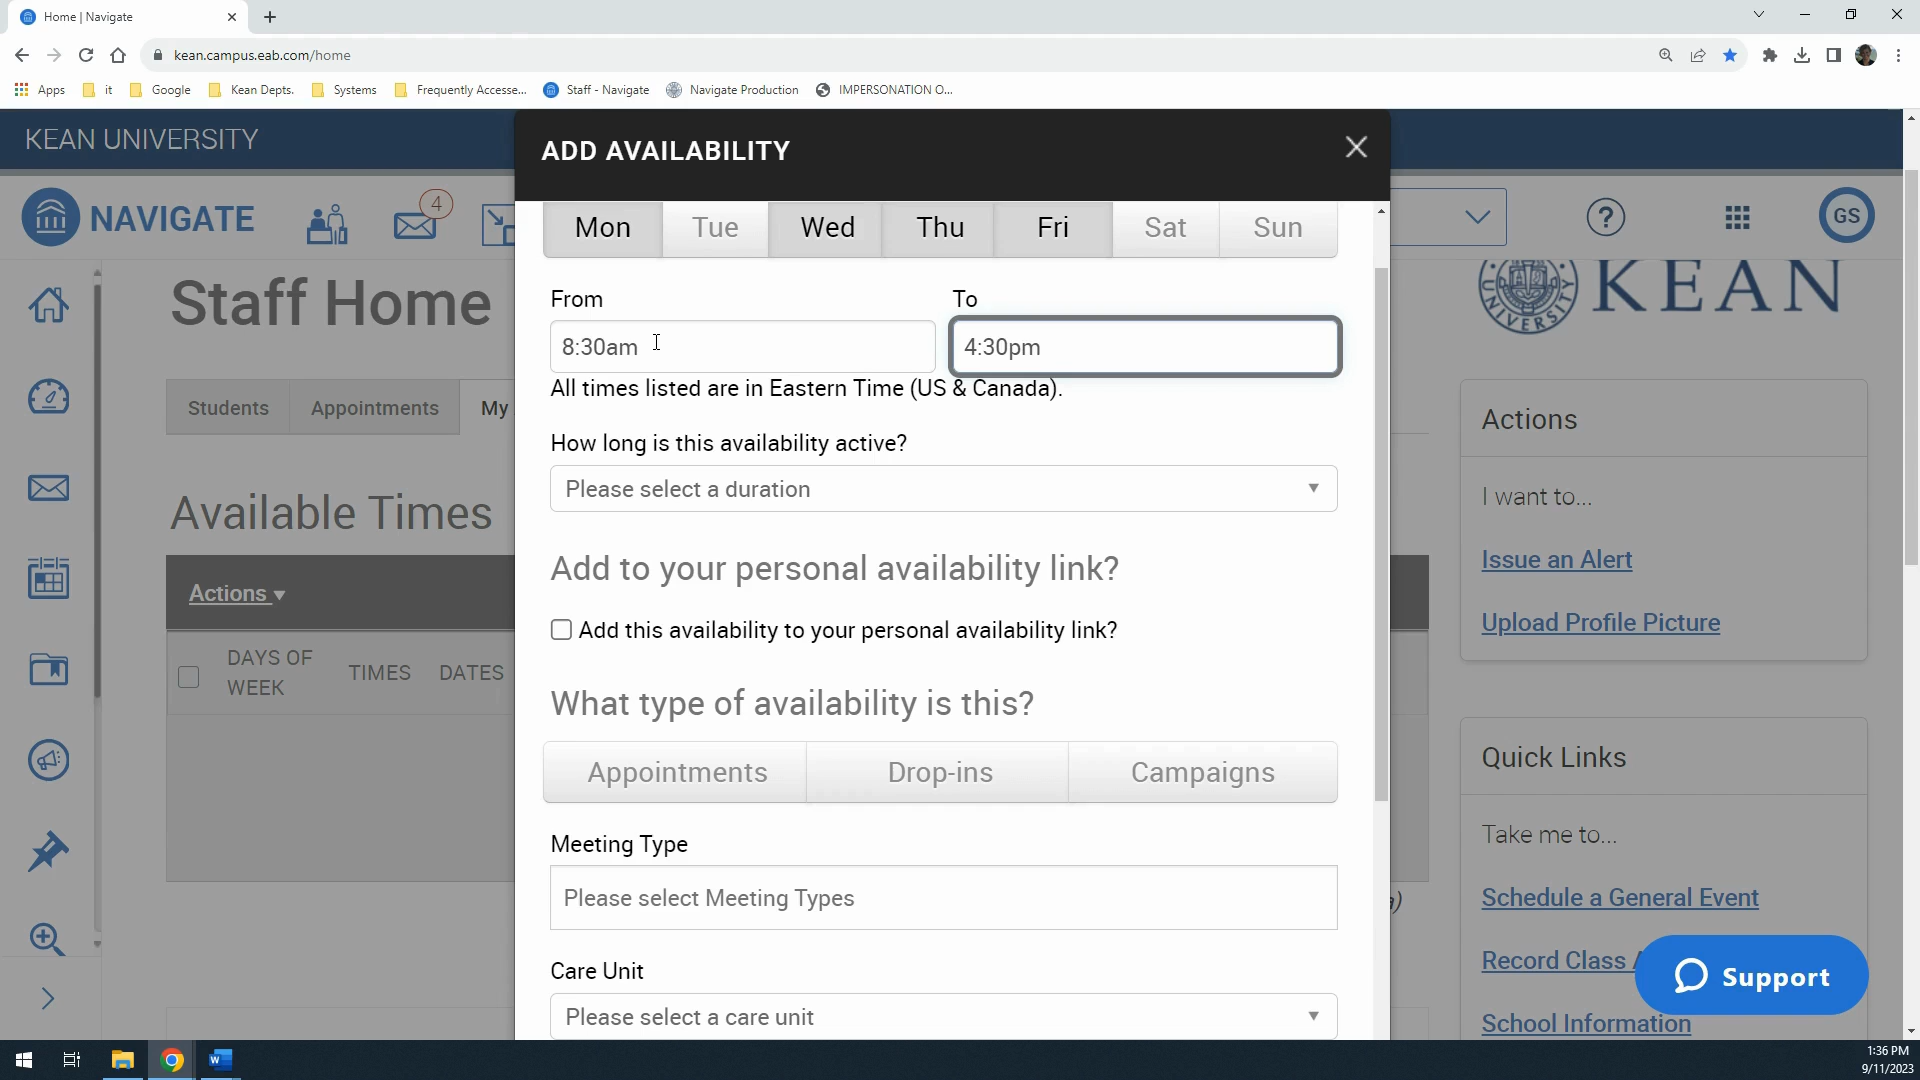 Home | Navigate
kean.campus.eab.com/home
Apps it Google Kean Depts. Systems Frequently Accesse... Staff - Navigate Navigate Production IMPERSONATION O...
KEAN UNIVERSITY
ADD AVAILABILITY
NAVIGATE
4
GS
Mon Tue Wed Thu Fri Sat Sun
Staff Home
KEAN
UNIVERSITY
From To
8:30am 4:30pm
All times listed are in Eastern Time (US & Canada).
Students Appointments My
Actions
How long is this availability active?
Please select a duration
I want to...
Available Times
Issue an Alert
Add to your personal availability link?
Actions
Add this availability to your personal availability link?
Upload Profile Picture
DAYS OF WEEK TIMES DATES
What type of availability is this?
Appointments Drop-ins Campaigns
Quick Links
Meeting Type
Take me to...
Please select Meeting Types
Schedule a General Event
Care Unit
Record Class
Support
Please select a care unit
School Information
1:36 PM
9/11/2023